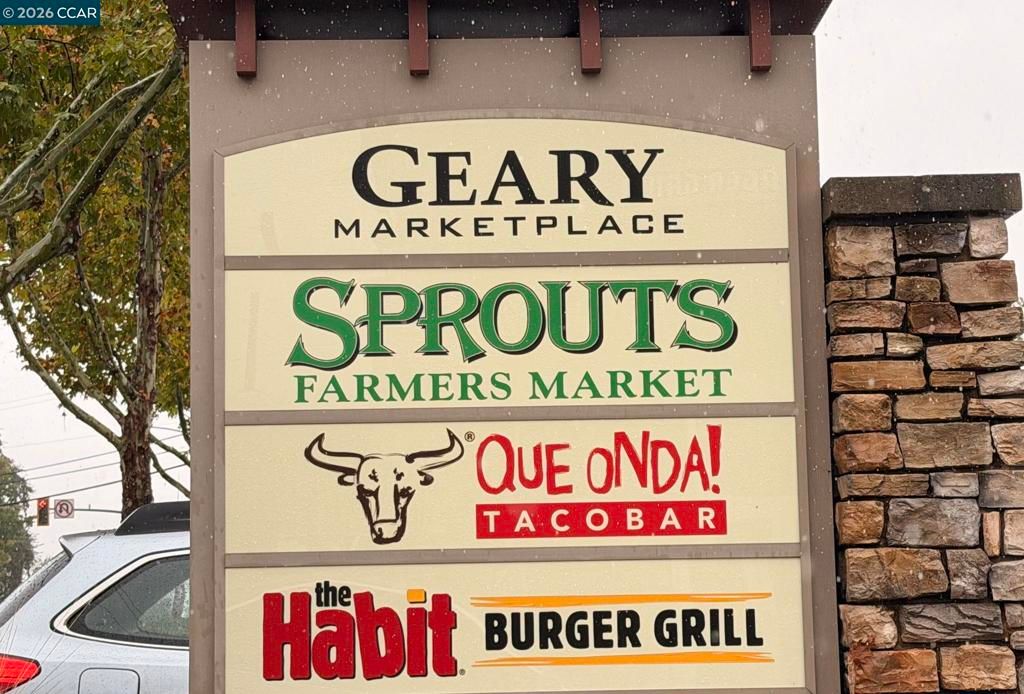 © 2026 CCAR
GEARY
MARKETPLACE
SPROUTS
FARMERS MARKET
® QUE ONDA!
TACOBAR
the
Habit BURGER GRILL